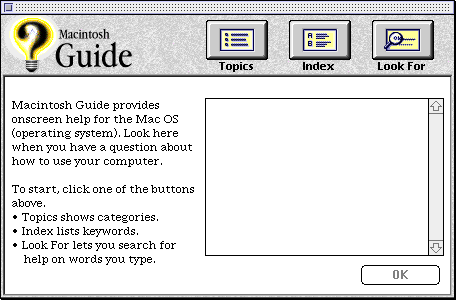 Macintosh
Guide
Topics
Index
Look For
Macintosh Guide provides
onscreen help for the Mac OS
(operating system). Look here
when you have a question about
how to use your computer.
To start, click one of the buttons
above.
• Topics shows categories.
• Index lists keywords.
• Look For lets you search for
help on words you type.
OK